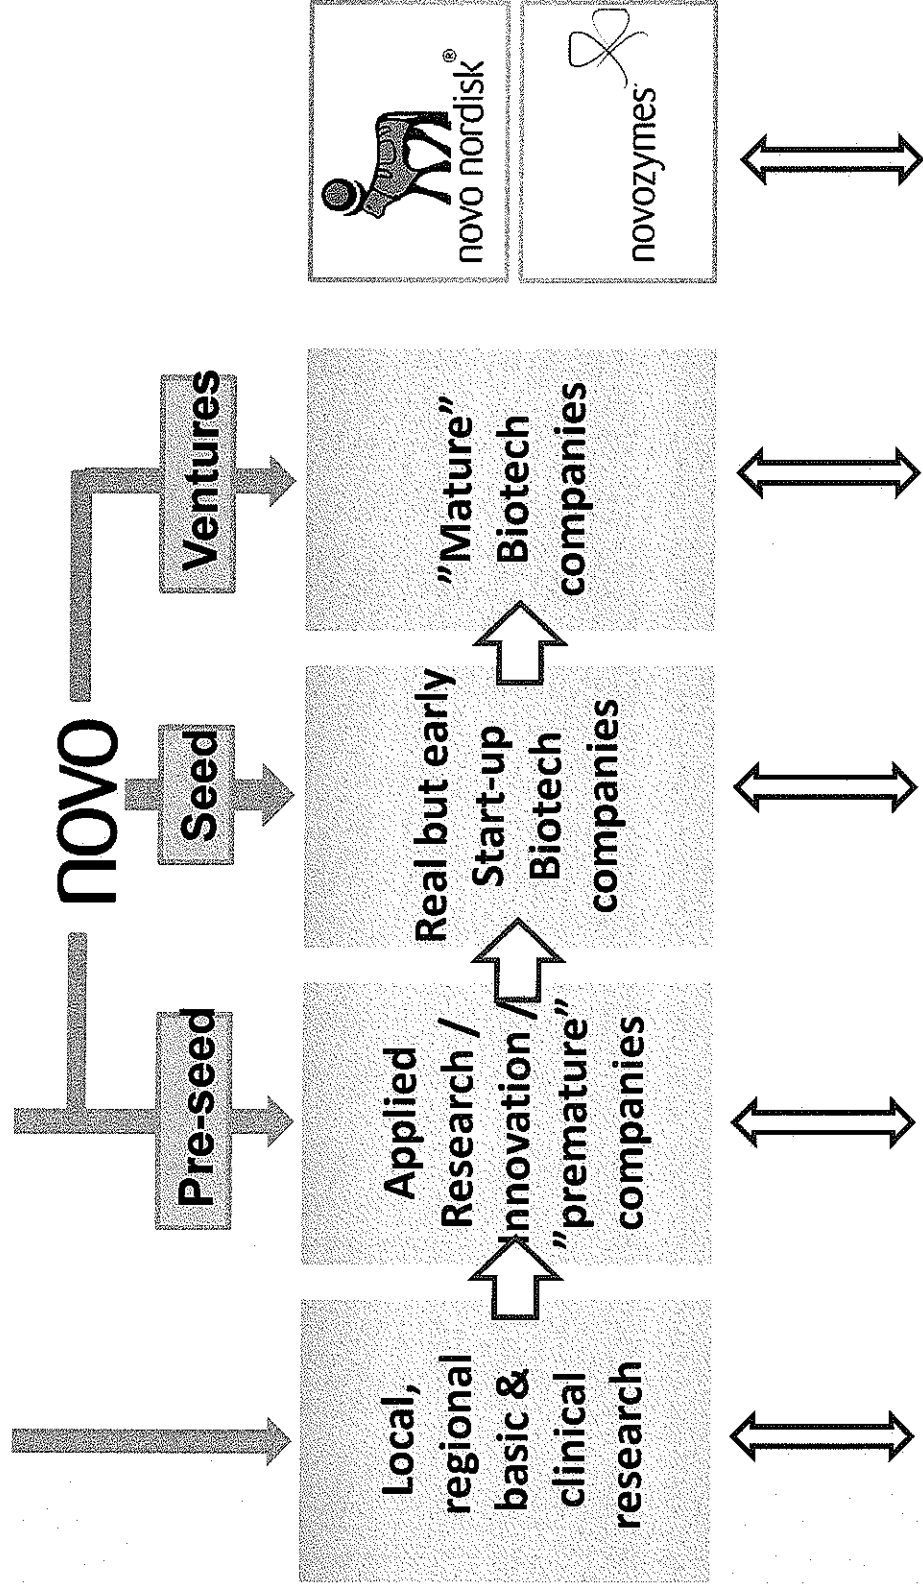 novo
Pre-seed
Seed
Ventures
Local,
regional
basic &
clinical
research
Applied
Research /
Innovation /
”premature”
companies
Real but early
Start-up
Biotech
companies
”Mature”
Biotech
companies
novo nordisk®
novozymes